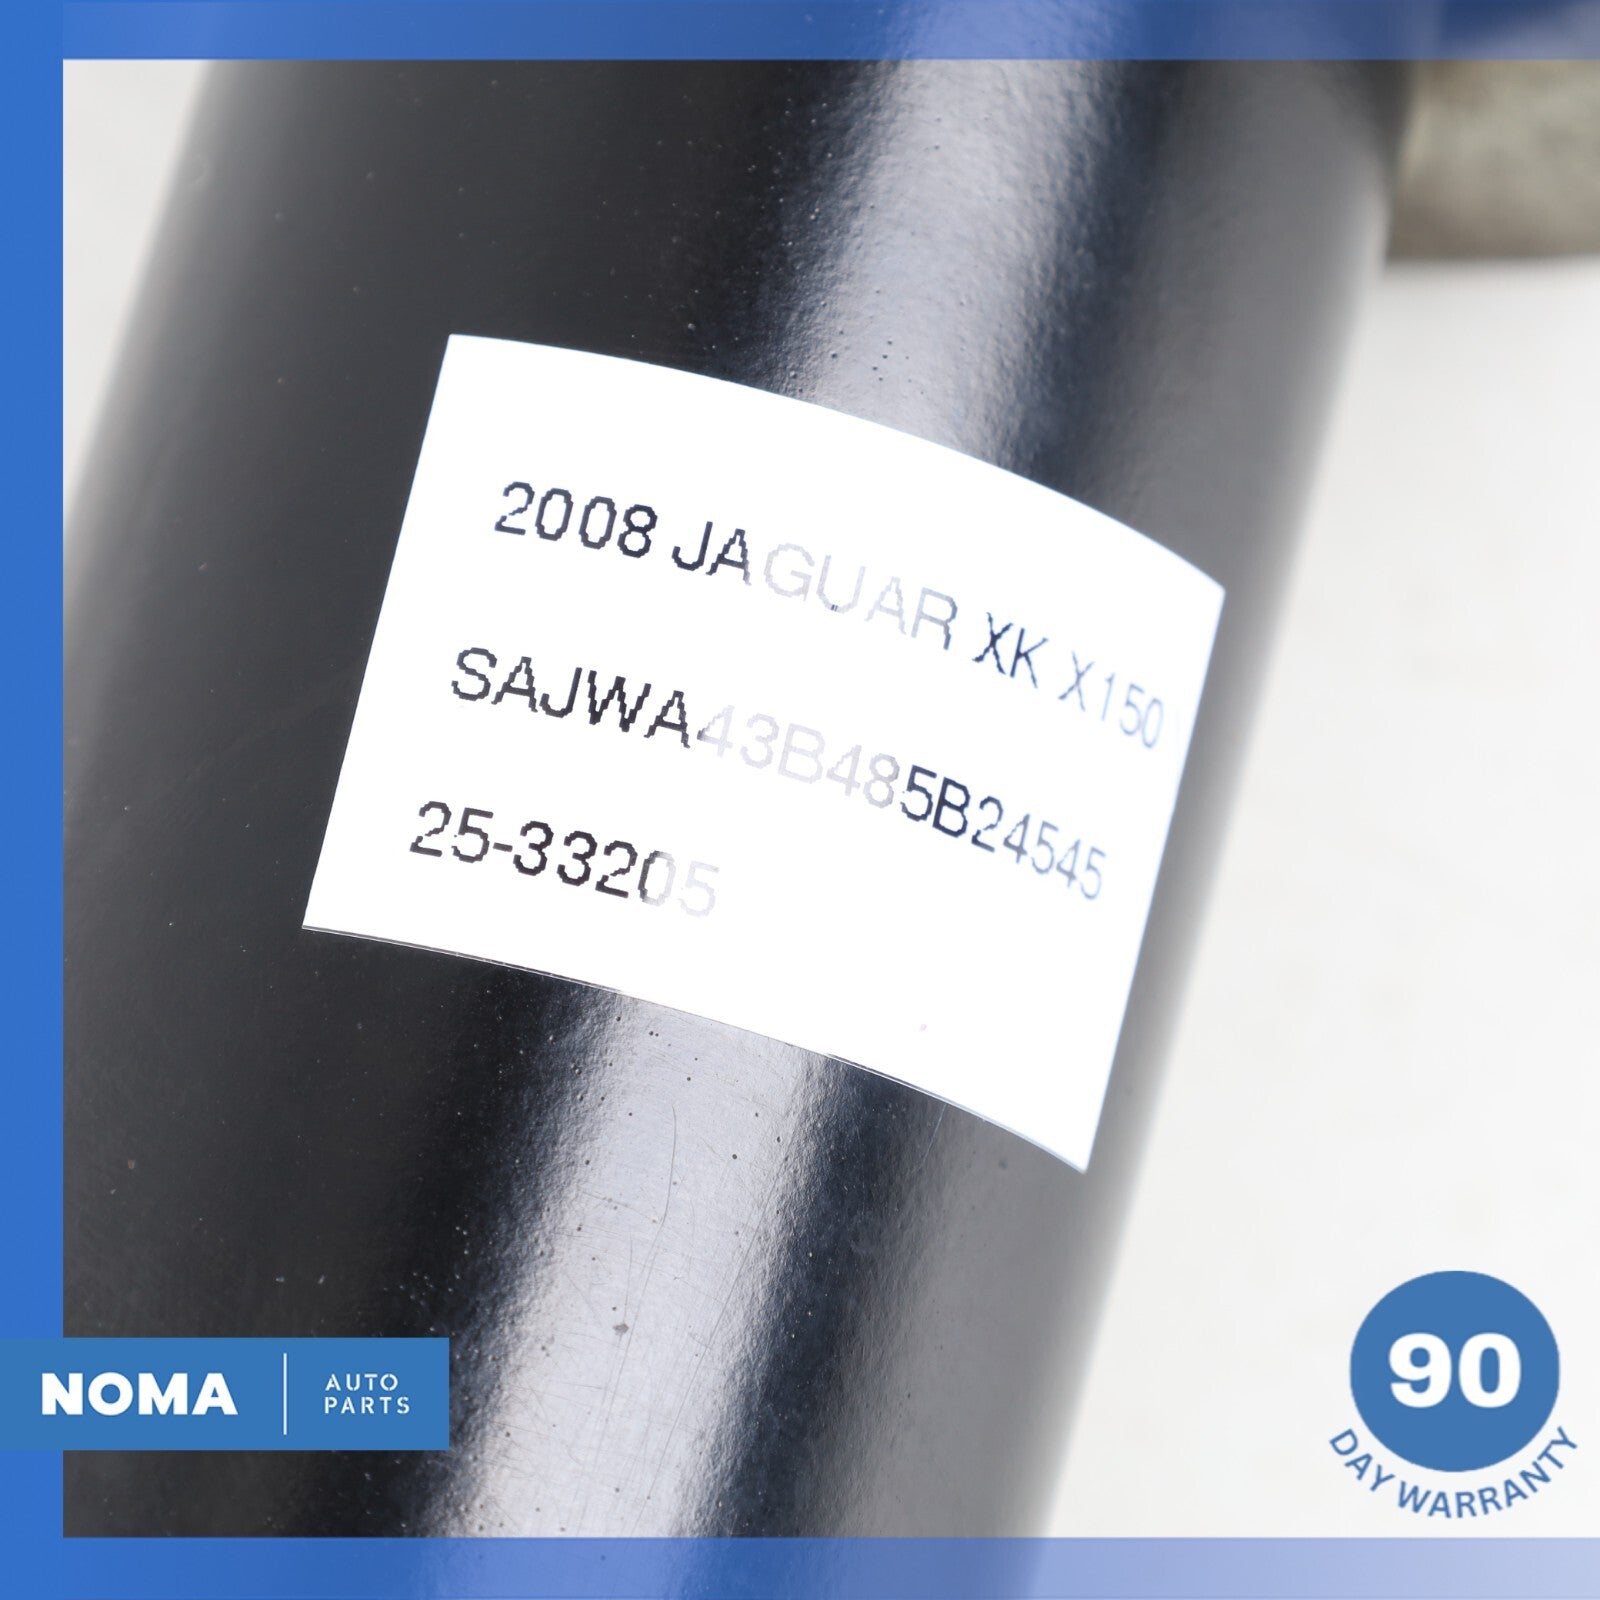 2008 JAGUAR XK X150
SAJWA43B485B24545
25-33205
NOMA
AUTO
PARTS
90
DAY WARRANTY